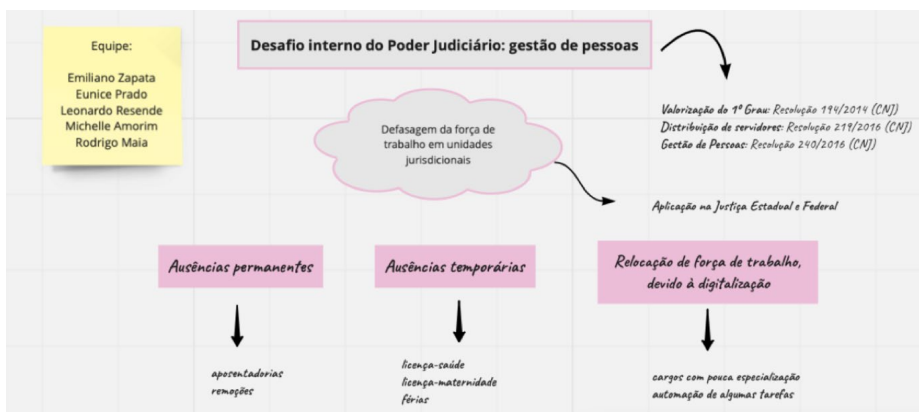 Equipe:
Emiliano Zapata
Eunice Prado
Leonardo Resende
Michelle Amorim
Rodrigo Maia
Desafio interno do Poder Judiciário: gestão de pessoas
Valorização do 1º Grau: Resolução 194/2014 (CNJ)
Distribuição de servidores: Resolução 219/2016 (CNJ)
Gestão de Pessoas: Resolução 240/2016 (CNJ)
Defasagem da força de
trabalho em unidades
jurisdicionais
Aplicação na Justiça Estadual e Federal
Ausências permanentes
aposentadorias
remoções
Ausências temporárias
licença-saúde
licença-maternidade
férias
Relocação de força de trabalho,
devido à digitalização
cargos com pouca especialização
automação de algumas tarefas